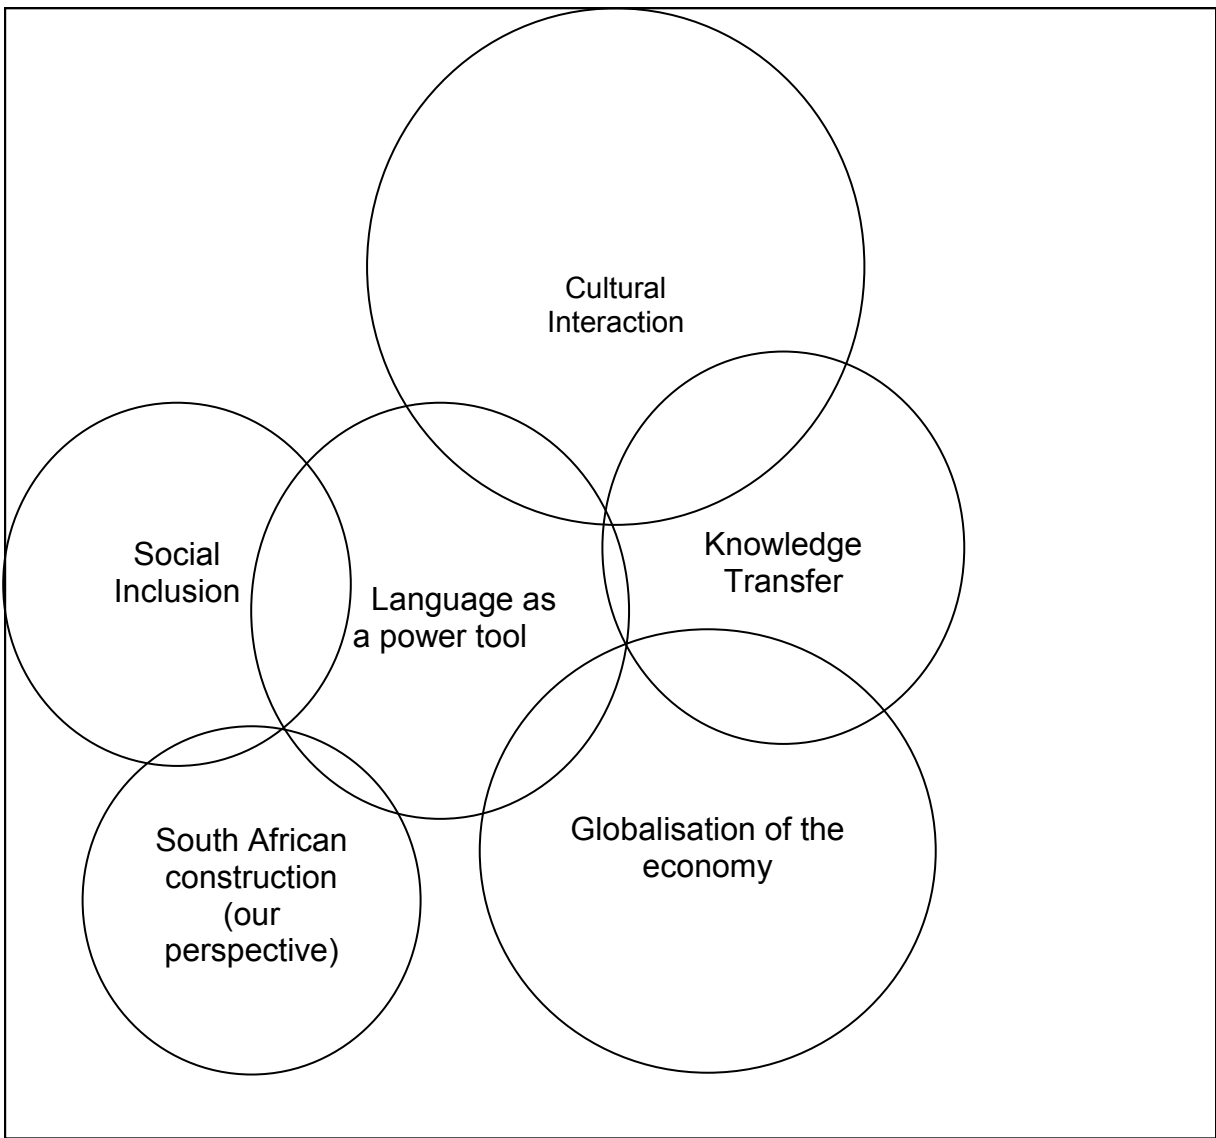 Cultural
Interaction
Knowledge
Transfer
Social
Inclusion
Language as
a power tool
Globalisation of the
economy
South African
construction
(our
perspective)